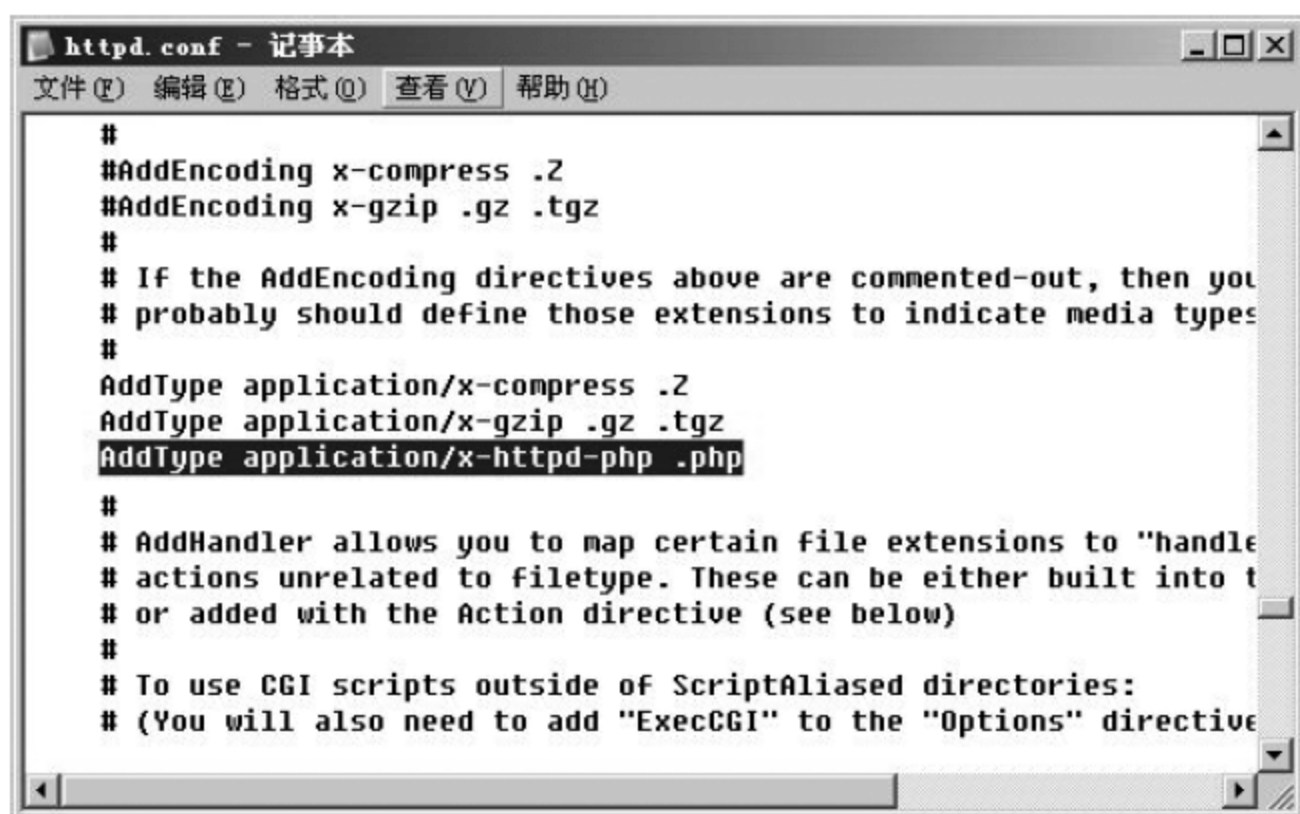 httpd.conf - 记事本
文件(F) 编辑(E) 格式(O) 查看(V) 帮助(H)
#
#AddEncoding x-compress .Z
#AddEncoding x-gzip .gz .tgz
#
# If the AddEncoding directives above are commented-out, then you
# probably should define those extensions to indicate media types
#
AddType application/x-compress .Z
AddType application/x-gzip .gz .tgz
AddType application/x-httpd-php .php
#
# AddHandler allows you to map certain file extensions to "handle
# actions unrelated to filetype. These can be either built into t
# or added with the Action directive (see below)
#
# To use CGI scripts outside of ScriptAliased directories:
# (You will also need to add "ExecCGI" to the "Options" directive